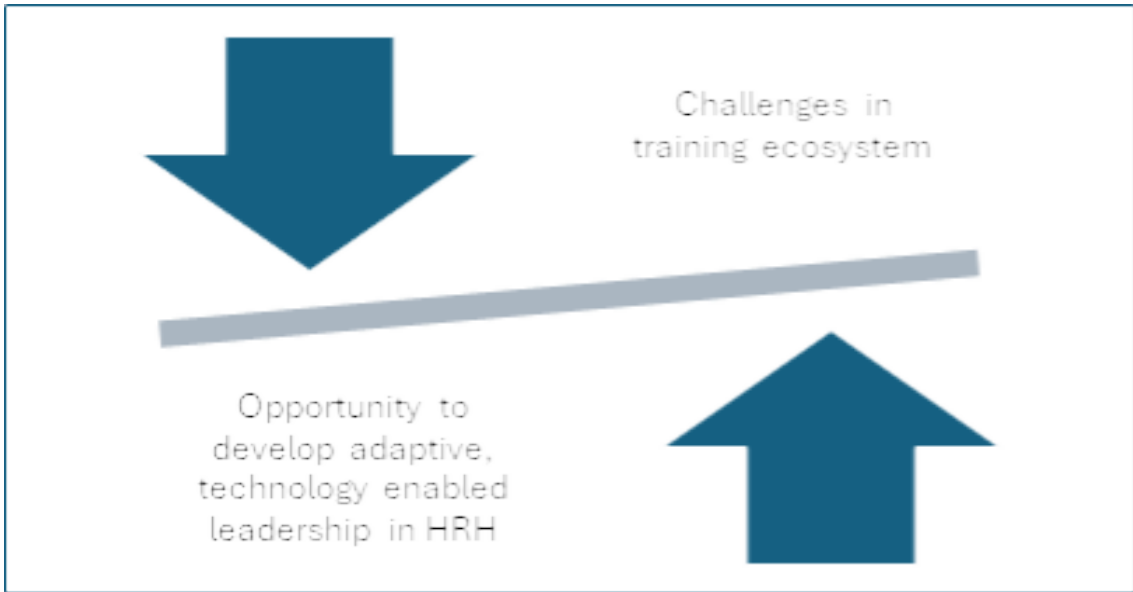 Challenges in
training ecosystem
Opportunity to
develop adaptive,
technology enabled
leadership in HRH